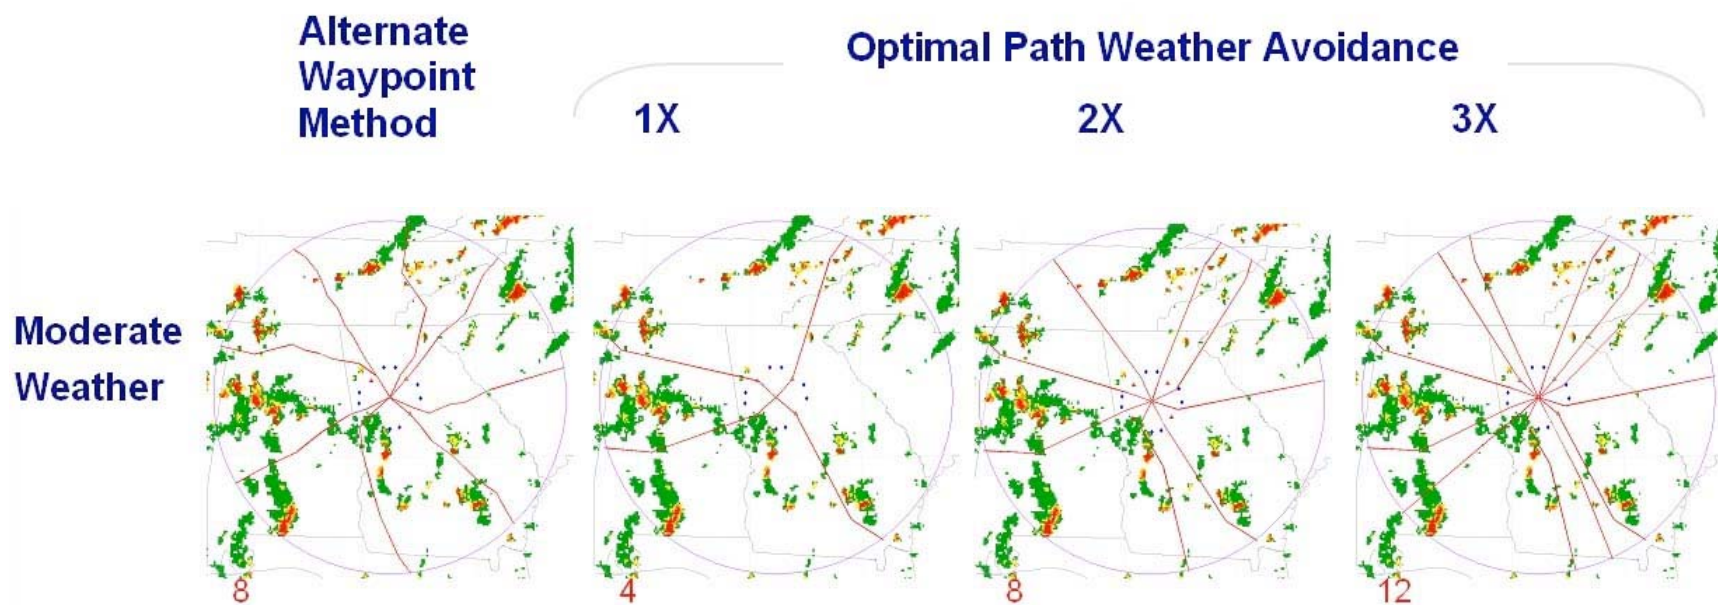 Alternate
Waypoint
Method
Optimal Path Weather Avoidance
1X
2X
3X
Moderate
Weather
8
4
8
12